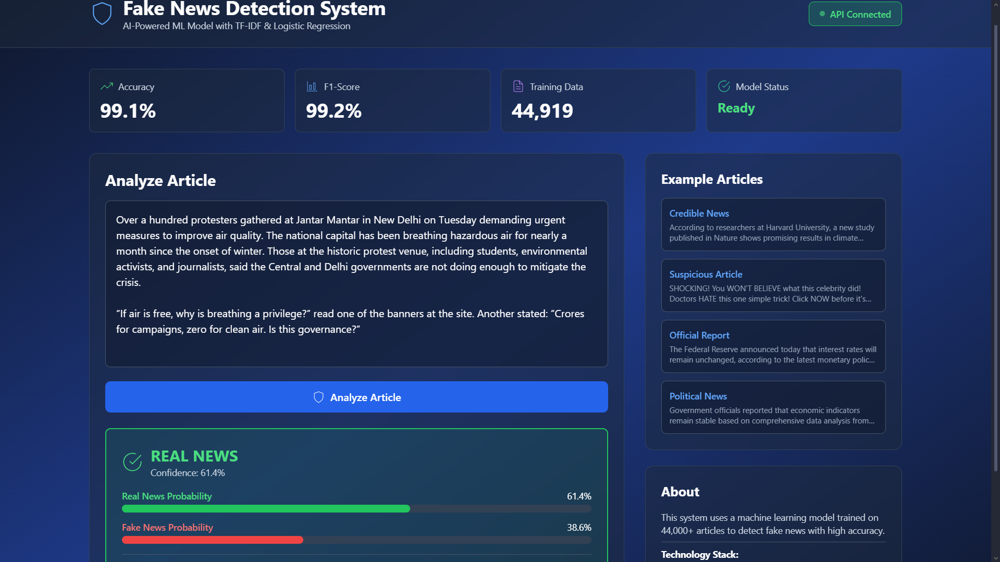 Fake News Detection System
AI-Powered ML Model with TF-IDF & Logistic Regression
API Connected
Accuracy
99.1%
F1-Score
99.2%
Training Data
44,919
Model Status
Ready
Analyze Article
Over a hundred protesters gathered at Jantar Mantar in New Delhi on Tuesday demanding urgent
measures to improve air quality. The national capital has been breathing hazardous air for nearly a
month since the onset of winter. Those at the historic protest venue, including students, environmental
activists, and journalists, said the Central and Delhi governments are not doing enough to mitigate the
crisis.
“If air is free, why is breathing a privilege?” read one of the banners at the site. Another stated: “Crores
for campaigns, zero for clean air. Is this governance?”
Analyze Article
REAL NEWS
Confidence: 61.4%
Real News Probability
61.4%
Fake News Probability
38.6%
Example Articles
Credible News
According to researchers at Harvard University, a new study
published in Nature shows promising results in climate...
Suspicious Article
SHOCKING! You WON'T BELIEVE what this celebrity did!
Doctors HATE this one simple trick! Click NOW before it's...
Official Report
The Federal Reserve announced today that interest rates will
remain unchanged, according to the latest monetary polic...
Political News
Government officials reported that economic indicators
remain stable based on comprehensive data analysis from...
About
This system uses a machine learning model trained on
44,000+ articles to detect fake news with high accuracy.
Technology Stack: